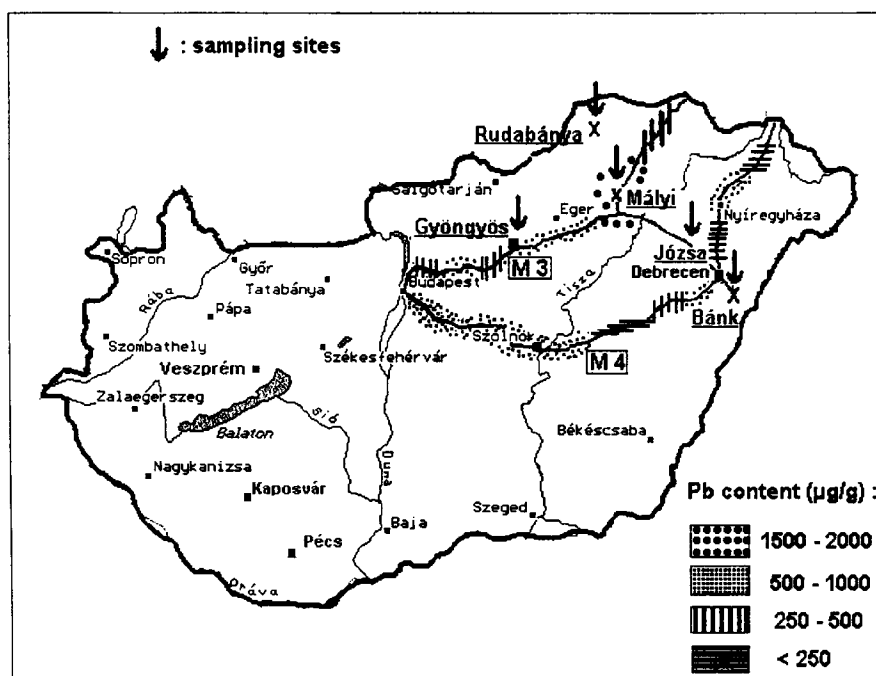 : sampling sites
Rudabánya
Salgótarján
Eger
Mályi
Gyöngyös
Nyíregyháza
Józsa
Debrecen
Bánk
M 3
Tisza
Sopron
Győr
Rába
Tatabánya
Budapest
Pápa
Szolnok
Szombathely
Székesfehérvár
M 4
Veszprém
Zalaegerszeg
Balaton
Sió
Békéscsaba
Duna
Nagykanizsa
Kaposvár
Szeged
Baja
Pécs
Dráva
Pb content (µg/g) :
1500 - 2000
500 - 1000
250 - 500
< 250